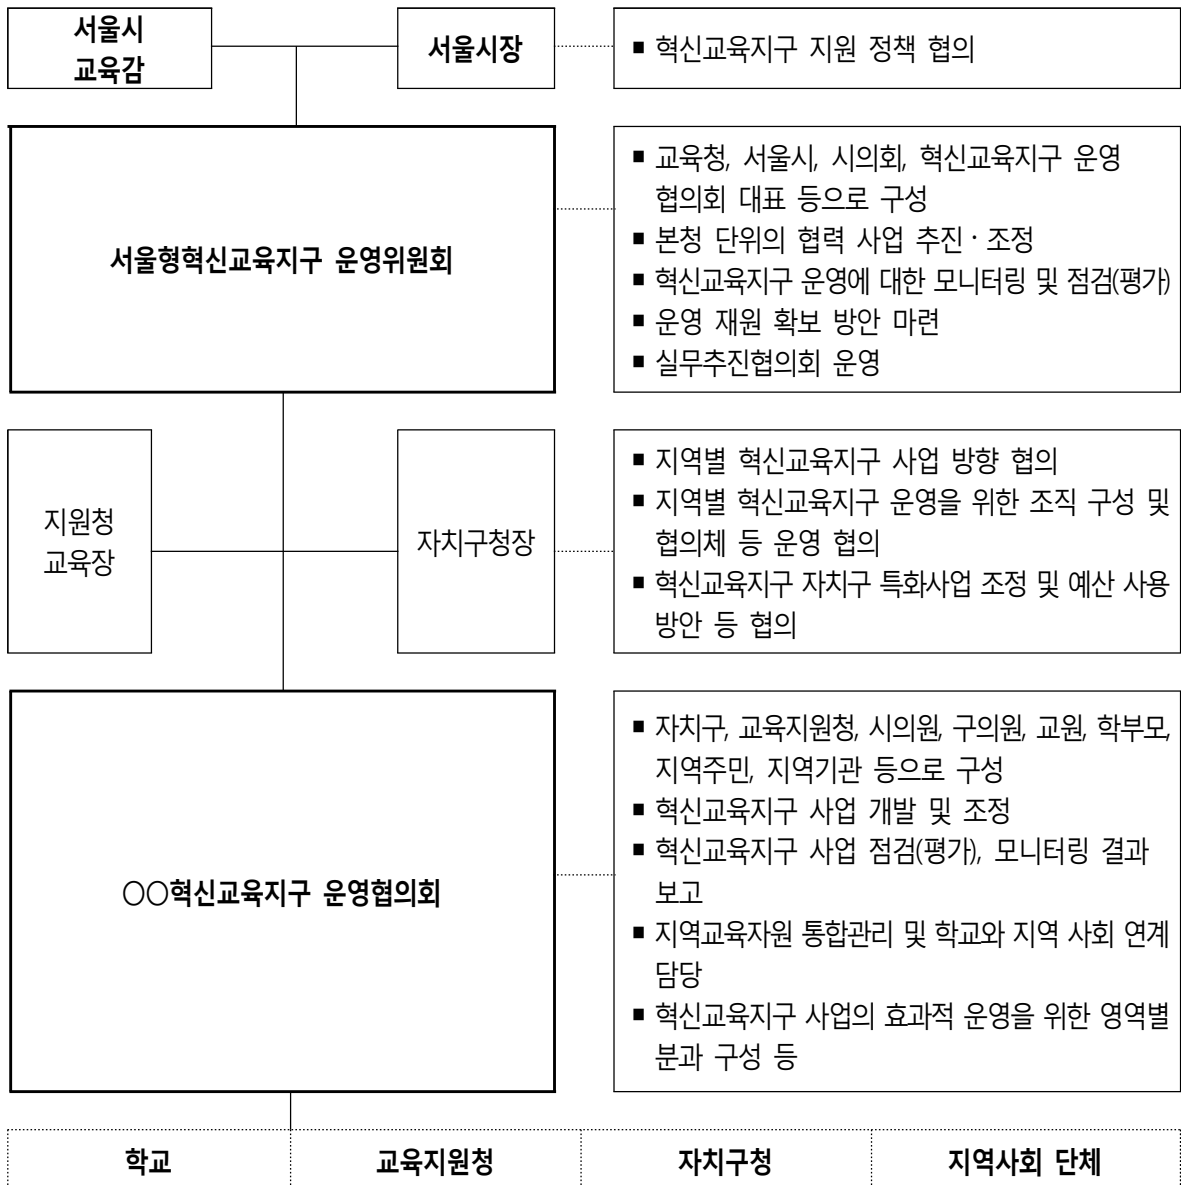 서울시
교육감
서울시장
■ 혁신교육지구 지원 정책 협의
서울형혁신교육지구 운영위원회
■ 교육청, 서울시, 시의회, 혁신교육지구 운영
협의회 대표 등으로 구성
■ 본청 단위의 협력 사업 추진·조정
■ 혁신교육지구 운영에 대한 모니터링 및 점검(평가)
■ 운영 재원 확보 방안 마련
■ 실무추진협의회 운영
지원청
교육장
자치구청장
■ 지역별 혁신교육지구 사업 방향 협의
■ 지역별 혁신교육지구 운영을 위한 조직 구성 및
협의체 등 운영 협의
■ 혁신교육지구 자치구 특화사업 조정 및 예산 사용
방안 등 협의
○○혁신교육지구 운영협의회
■ 자치구, 교육지원청, 시의원, 구의원, 교원, 학부모,
지역주민, 지역기관 등으로 구성
■ 혁신교육지구 사업 개발 및 조정
■ 혁신교육지구 사업 점검(평가), 모니터링 결과
보고
■ 지역교육자원 통합관리 및 학교와 지역 사회 연계
담당
■ 혁신교육지구 사업의 효과적 운영을 위한 영역별
분과 구성 등
학교 교육지원청 자치구청 지역사회 단체